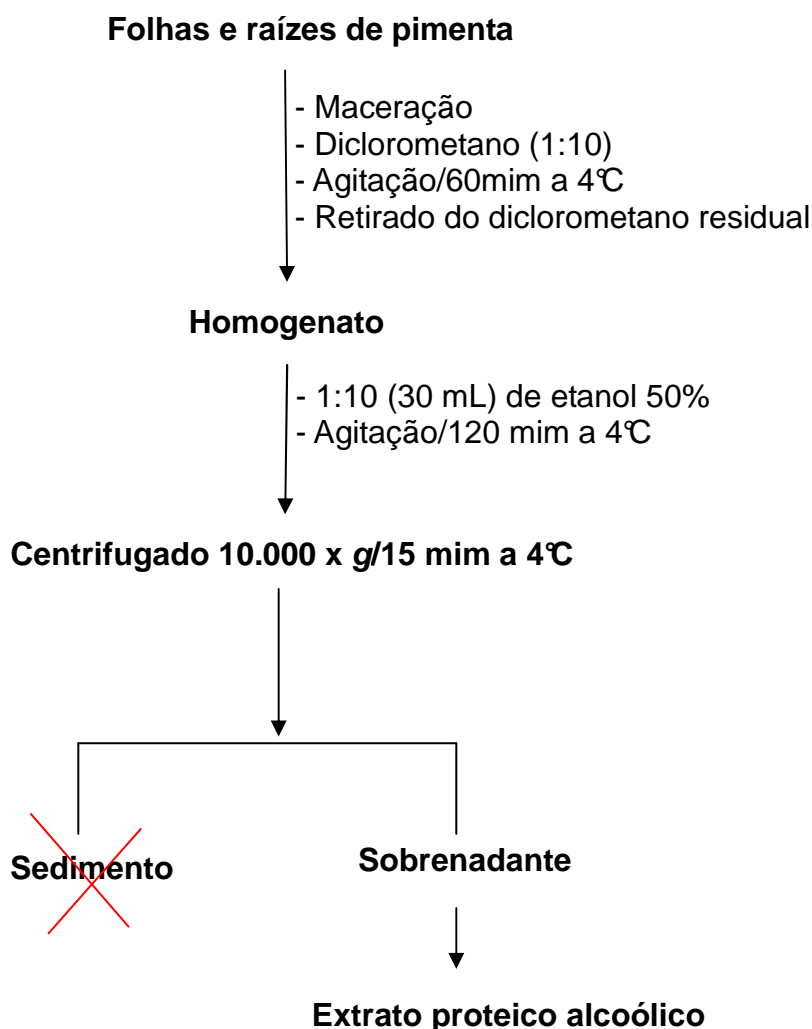 Folhas e raízes de pimenta
- Maceração
- Diclorometano (1:10)
- Agitação/60mim a 4°C
- Retirado do diclorometano residual
Homogenato
- 1:10 (30 mL) de etanol 50%
- Agitação/120 mim a 4°C
Centrifugado 10.000 x g/15 mim a 4°C
Sedimento
Sobrenadante
Extrato proteico alcoólico